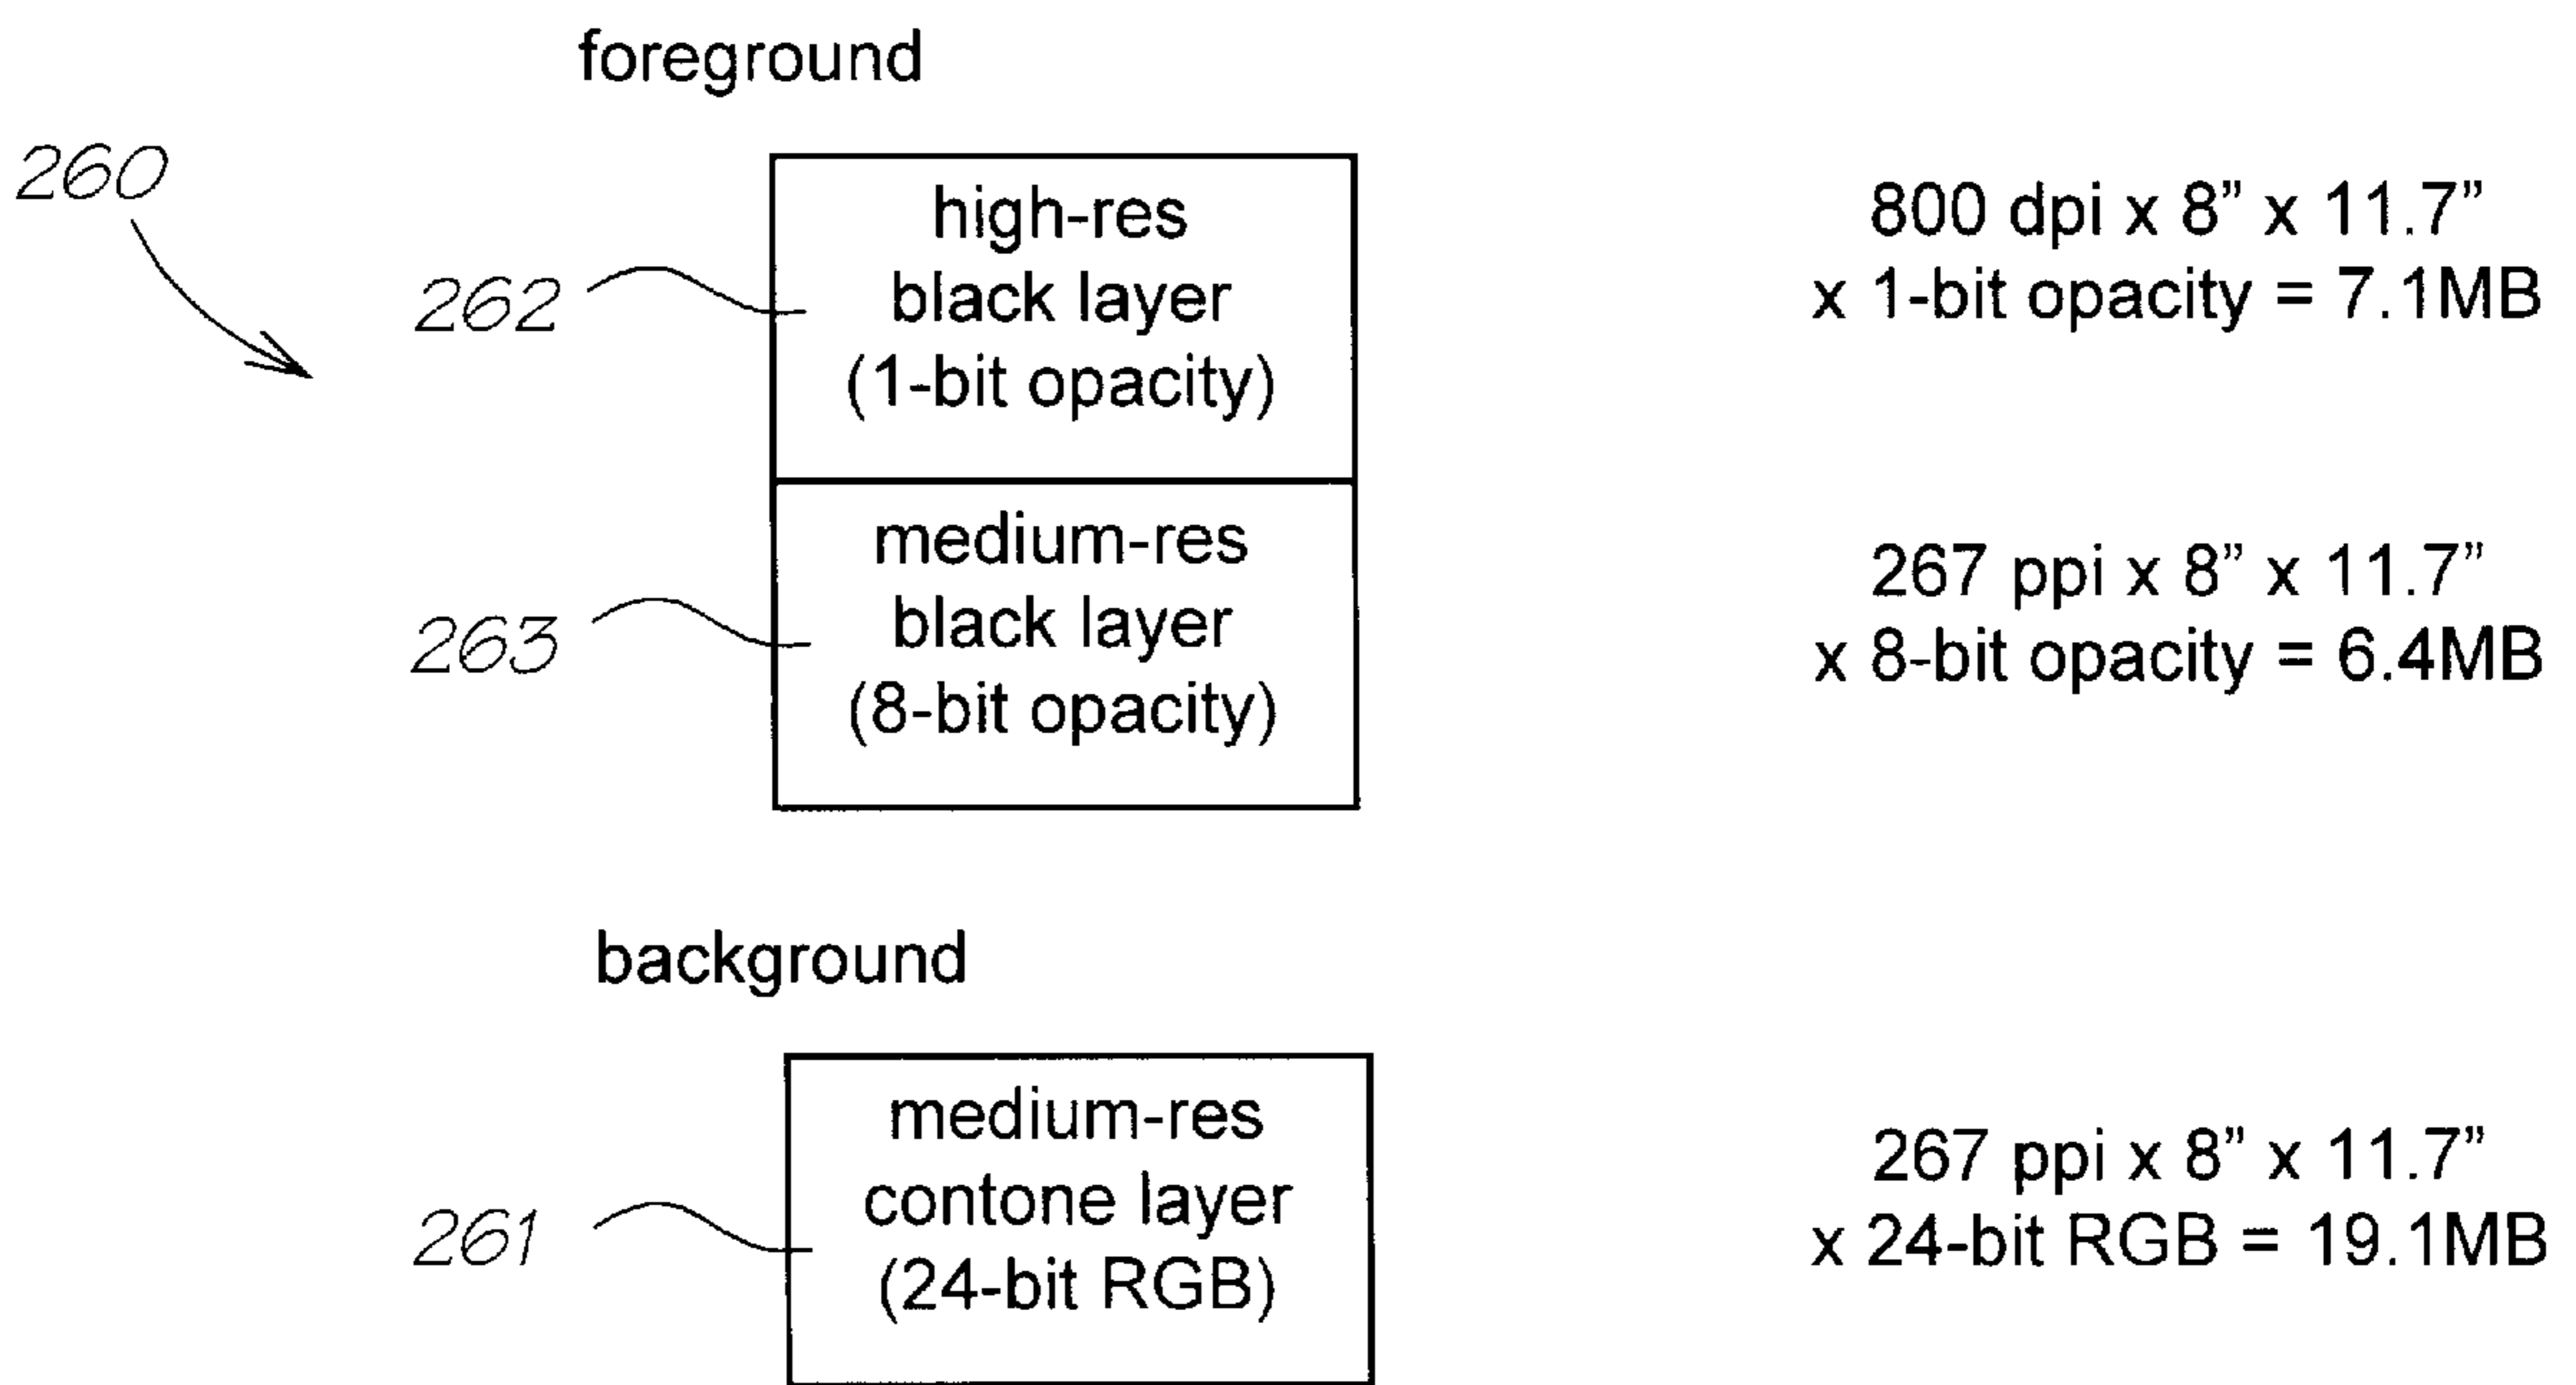 foreground
260
high-res
black layer
(1-bit opacity)
262
800 dpi x 8” x 11.7”
x 1-bit opacity = 7.1MB
medium-res
black layer
(8-bit opacity)
263
267 ppi x 8” x 11.7”
x 8-bit opacity = 6.4MB
background
medium-res
contone layer
(24-bit RGB)
261
267 ppi x 8” x 11.7”
x 24-bit RGB = 19.1MB